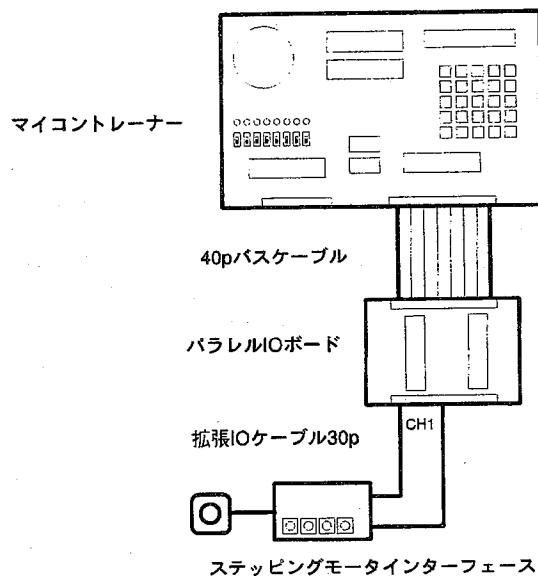 マイコントレーナー
40pバスケーブル
パラレルIOボード
拡張IOケーブル30p
CH1
ステッピングモータインターフェース